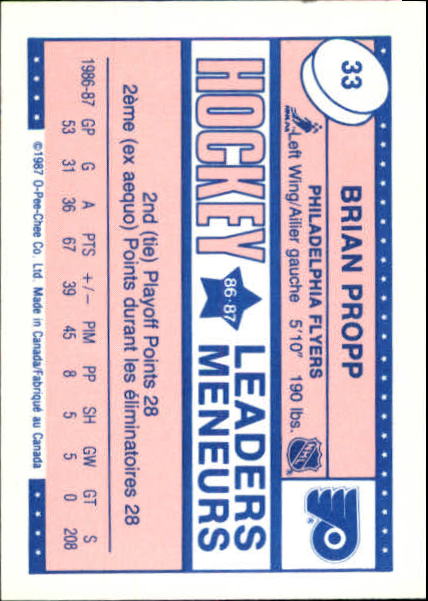 33
BRIAN PROPP
PHILADELPHIA FLYERS
Left Wing/Ailier gauche 5'10" 190 lbs.
NHL
HOCKEY 86-87 LEADERS
MENEURS
2nd (tie) Playoff Points 28
2ème (ex aequo) Points durant les éliminatoires 28
1986-87 GP G A PTS +/- PIM PP SH GW GT S
53 31 36 67 39 45 8 5 5 0 208
©1987 O-Pee-Chee Co. Ltd. Made in Canada/Fabriqué au Canada